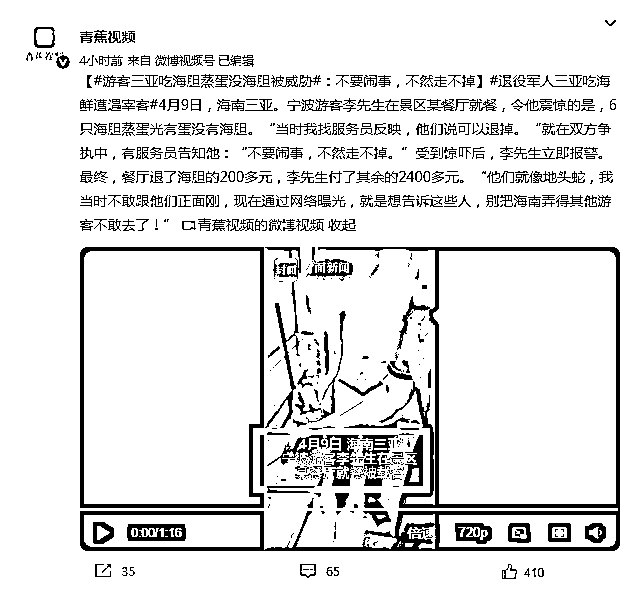 青蕉视频
4小时前 来自 微博视频号 已编辑
【#游客三亚吃海胆蒸蛋没海胆被威胁#：不要闹事，不然走不掉】#退役军人三亚吃海
鲜遭遇宰客#4月9日，海南三亚。宁波游客李先生在景区某餐厅就餐，令他震惊的是，6
只海胆蒸蛋光有蛋没有海胆。“当时我找服务员反映，他们说可以退掉。“就在双方争
执中，有服务员告知他：“不要闹事，不然走不掉。“受到惊吓后，李先生立即报警。
最终，餐厅退了海胆的200多元，李先生付了其余的2400多元。“他们就像地头蛇，我
当时不敢跟他们正面刚，现在通过网络曝光，就是想告诉这些人，别把海南弄得其他游
客不敢去了！” 青蕉视频的微博视频 收起
封面新闻
4月9日 海南三亚
宁波游客李先生在景区
0:00/1:16
倍速
720p
35
65
410